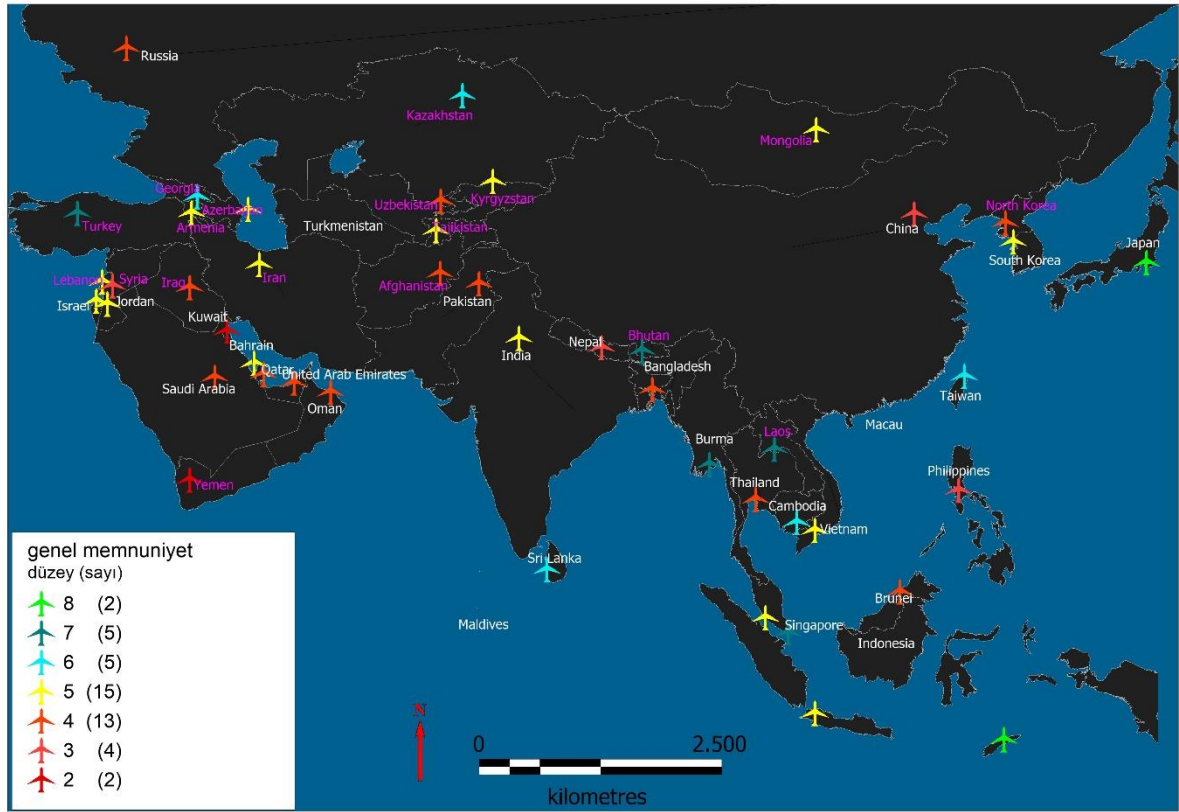 Russia
Kazakhstan
Mongolia
Georgia
Uzbekistan
Kyrgyzstan
Turkey
Armenia
Azerbaijan
Turkmenistan
Tajikistan
China
North Korea
South Korea
Japan
Lebanon
Syria
Iraq
Iran
Afghanistan
Pakistan
Israel
Jordan
Kuwait
Bahrain
Nepal
Bhutan
India
Bangladesh
Qatar
United Arab Emirates
Saudi Arabia
Oman
Taiwan
Macau
Laos
Burma
Yemen
Thailand
Philippines
Cambodia
Vietnam
Sri Lanka
Brunei
Maldives
Singapore
Indonesia
genel memnuniyet
düzey (sayı)
8 (2)
7 (5)
6 (5)
5 (15)
4 (13)
3 (4)
2 (2)
N
0 2.500
kilometres